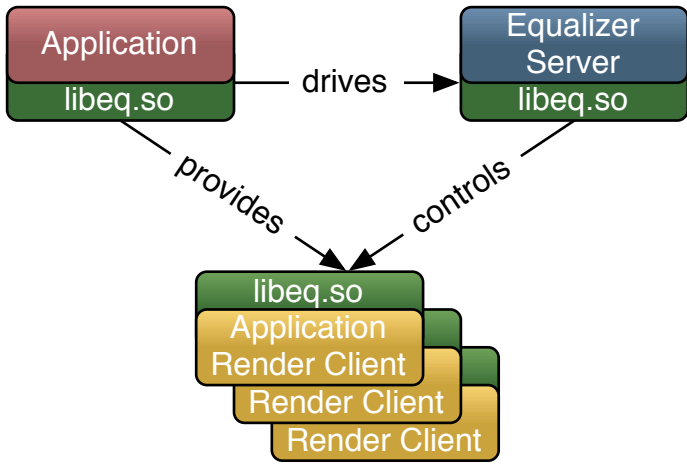 Application
libeq.so
drives
Equalizer
Server
libeq.so
provides
controls
libeq.so
Application
Render Client
Render Client
Render Client